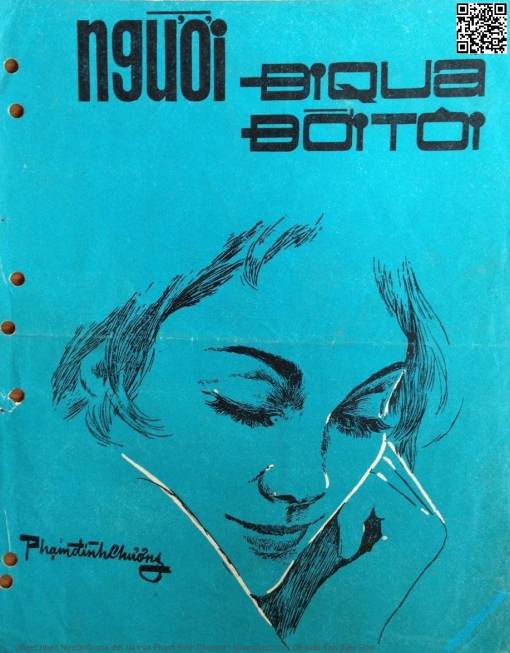 người
ĐI QUA
ĐỜI TÔI
Phạm đình Chương